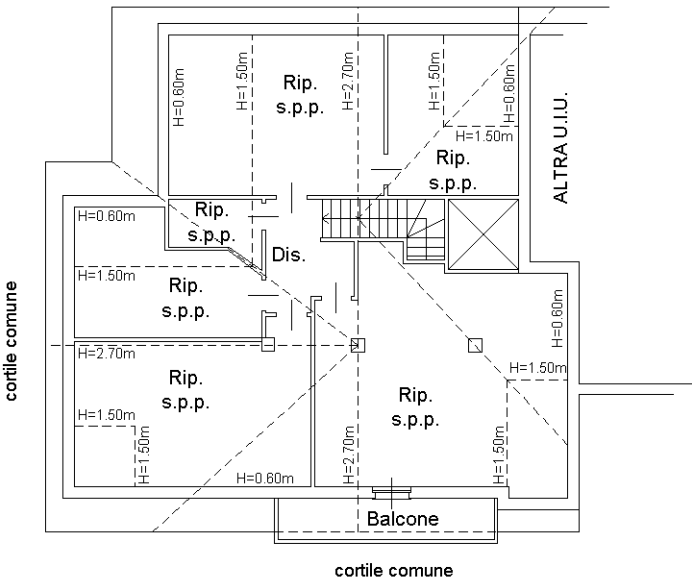 H=0.60m
H=1.50m
Rip.
s.p.p.
H=2.70m
H=1.50m
H=0.60m
H=1.50m
Rip.
s.p.p.
ALTRA U.I.U.
Rip.
s.p.p.
H=0.60m
Dis.
H=1.50m
Rip.
s.p.p.
H=0.60m
cortile comune
H=2.70m
H=1.50m
Rip.
s.p.p.
Rip.
s.p.p.
H=1.50m
H=1.50m
H=0.60m
H=2.70m
H=1.50m
Balcone
cortile comune